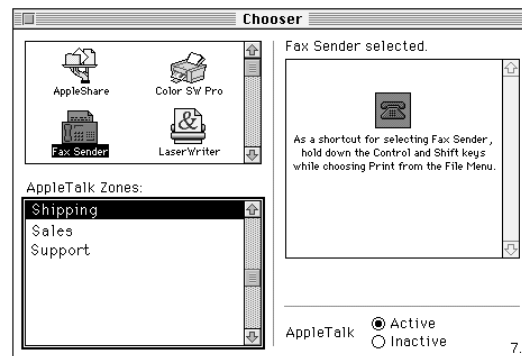 Chooser
AppleShare
Color SW Pro
Fax Sender
LaserWriter
AppleTalk Zones:
Shipping
Sales
Support
Fax Sender selected.
As a shortcut for selecting Fax Sender,
hold down the Control and Shift keys
while choosing Print from the File Menu.
AppleTalk
Active
Inactive
7.